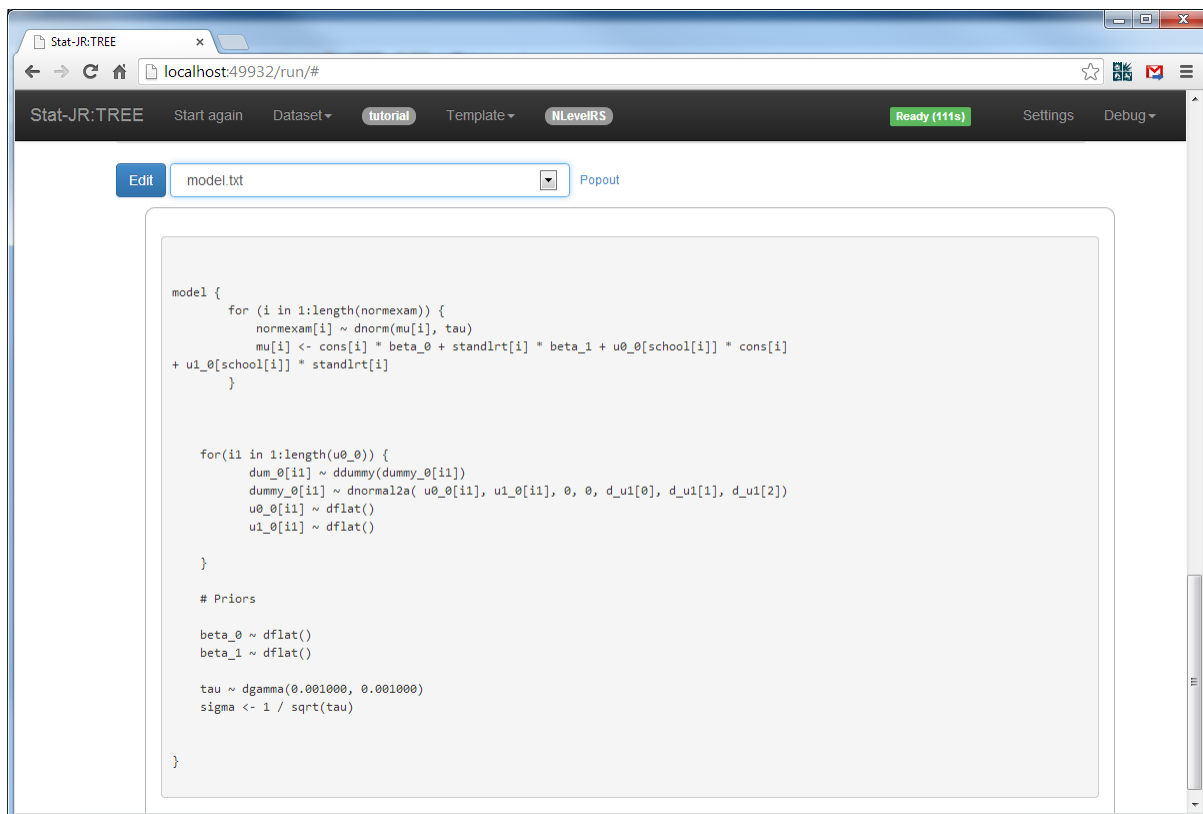 Stat-JR:TREE
localhost:49932/run/#
Stat-JR:TREE Start again Dataset tutorial Template NLevelRS Ready (111s) Settings Debug
Edit model.txt Popout
model {
for (i in 1:length(normexam)) {
normexam[i] ~ dnorm(mu[i], tau)
mu[i] <- cons[i] * beta_0 + standlrt[i] * beta_1 + u0_0[school[i]] * cons[i]
+ u1_0[school[i]] * standlrt[i]
}
for(i1 in 1:length(u0_0)) {
dum_0[i1] ~ ddummy(dummy_0[i1])
dummy_0[i1] ~ dnormal2a( u0_0[i1], u1_0[i1], 0, 0, d_u1[0], d_u1[1], d_u1[2])
u0_0[i1] ~ dflat()
u1_0[i1] ~ dflat()
}
# Priors
beta_0 ~ dflat()
beta_1 ~ dflat()
tau ~ dgamma(0.001000, 0.001000)
sigma <- 1 / sqrt(tau)
}